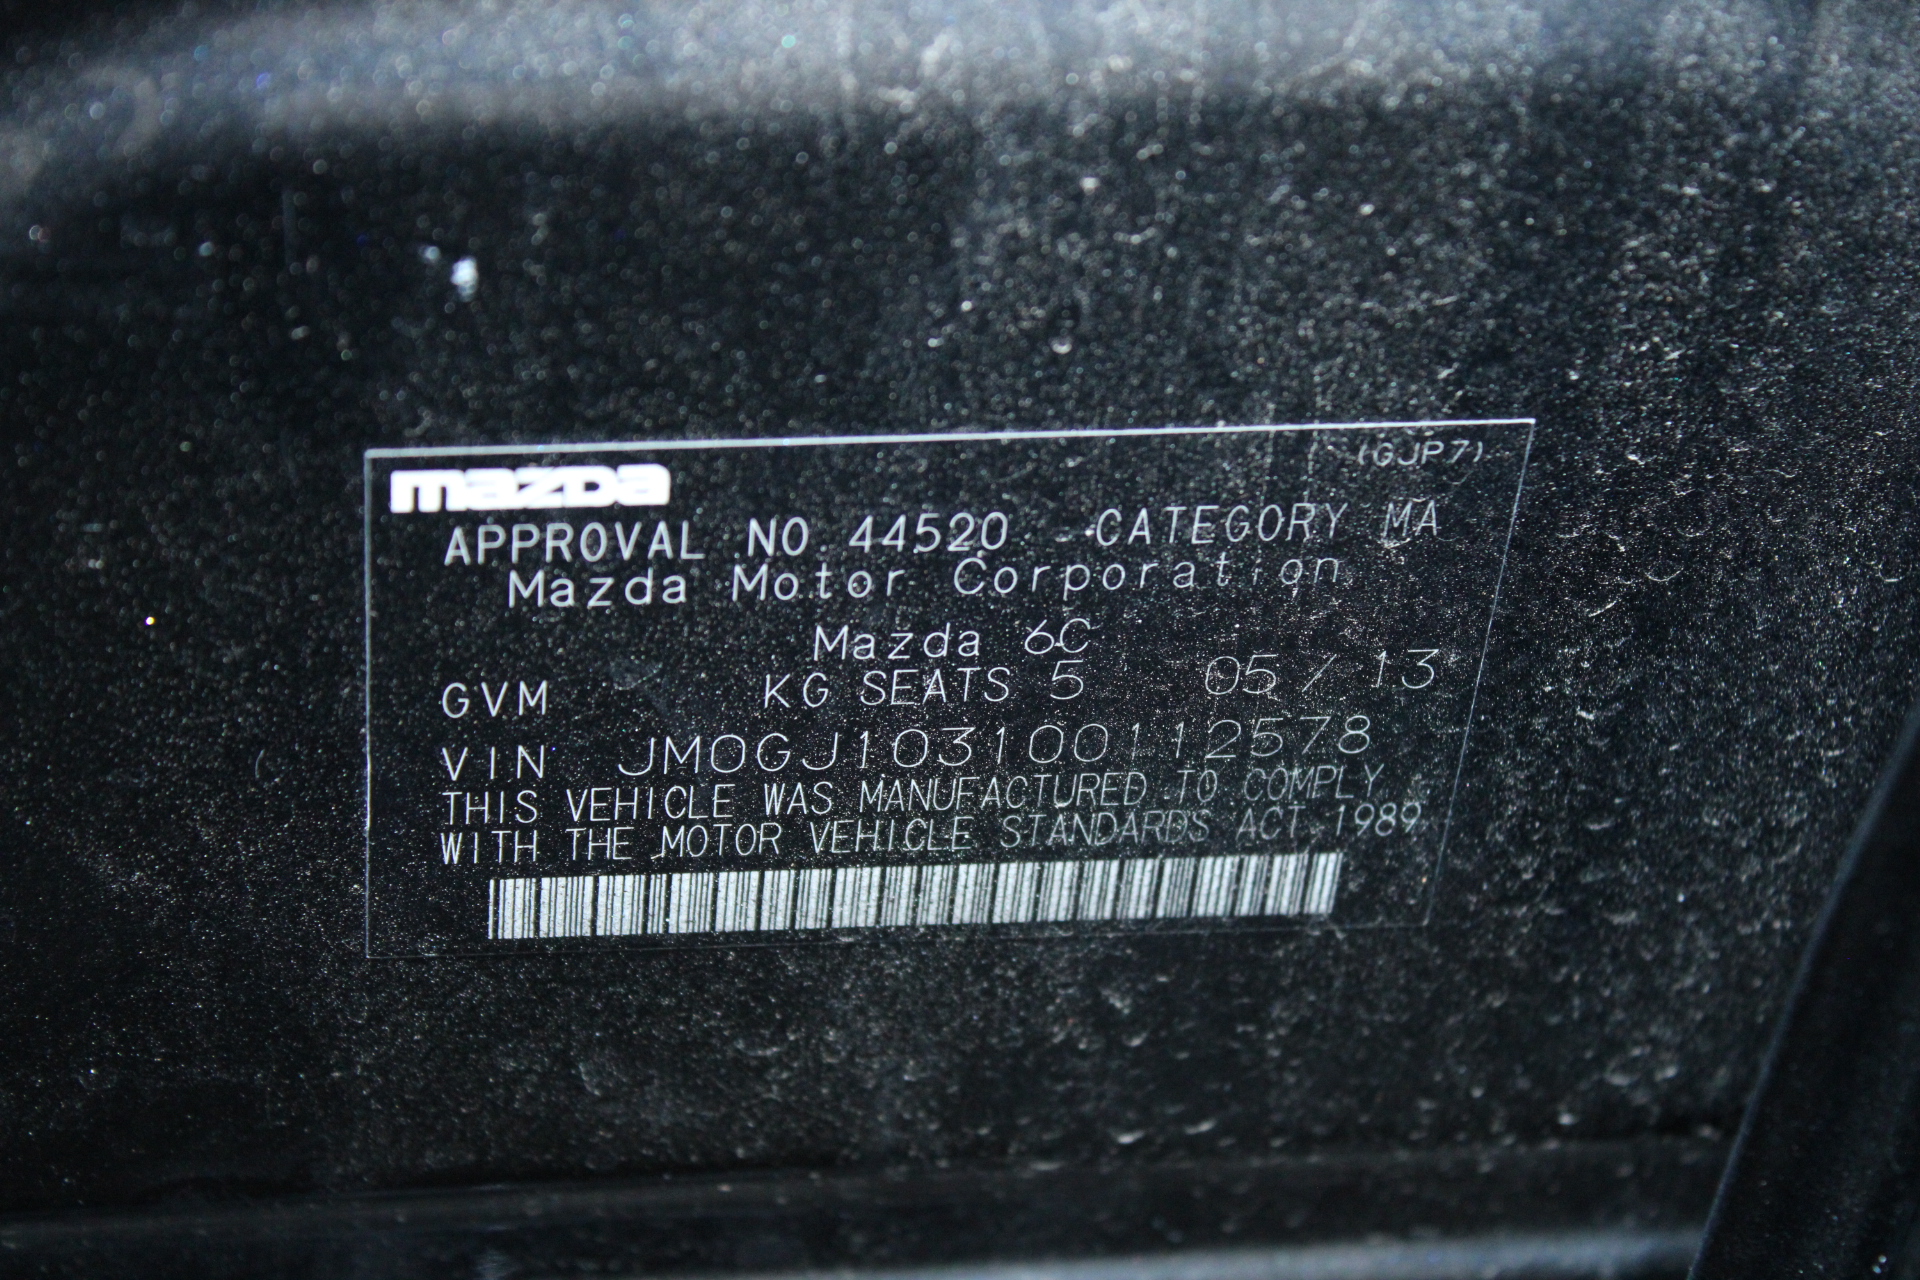 (GJP7)
mazda
APPROVAL NO. 44520 CATEGORY MA
Mazda Motor Corporation
Mazda 6C
GVM KG SEATS 5 05 / 13
VIN JM0GJ103100112578
THIS VEHICLE WAS MANUFACTURED TO COMPLY
WITH THE MOTOR VEHICLE STANDARDS ACT 1989